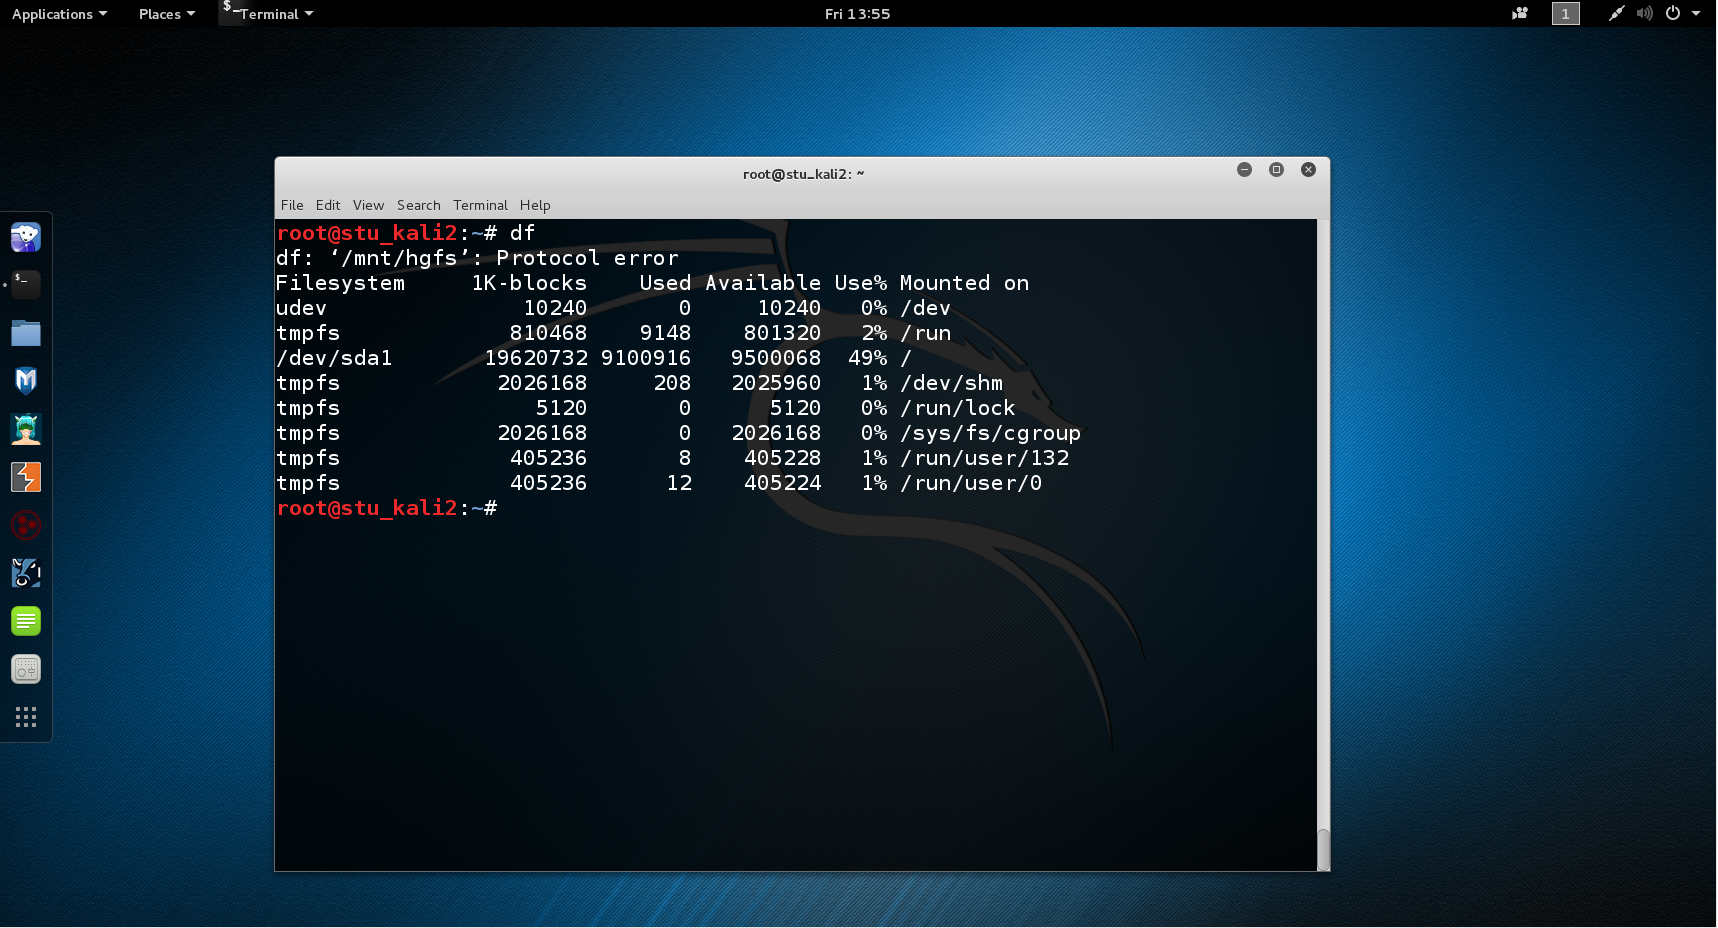 Applications Places $_ Terminal Fri 13:55 1
root@stu_kali2: ~
File Edit View Search Terminal Help
root@stu_kali2:~# df
df: ‘/mnt/hgfs’: Protocol error
Filesystem 1K-blocks Used Available Use% Mounted on
udev 10240 0 10240 0% /dev
tmpfs 810468 9148 801320 2% /run
/dev/sda1 19620732 9100916 9500068 49% /
tmpfs 2026168 208 2025960 1% /dev/shm
tmpfs 5120 0 5120 0% /run/lock
tmpfs 2026168 0 2026168 0% /sys/fs/cgroup
tmpfs 405236 8 405228 1% /run/user/132
tmpfs 405236 12 405224 1% /run/user/0
root@stu_kali2:~#
$_